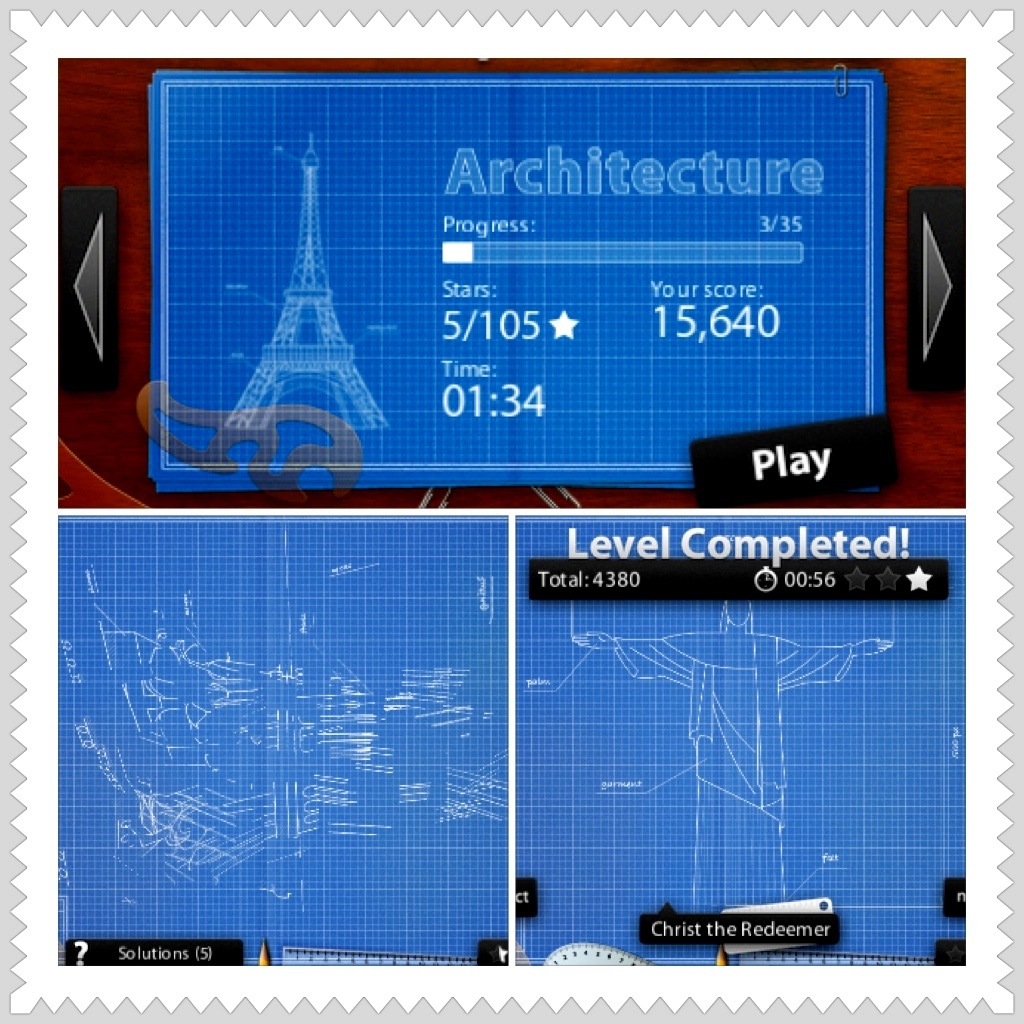 Architecture
Progress: 3/35
Stars: Your score:
5/105 15,640
Time:
01:34
Play
? Solutions (5)
Level Completed!
Total: 4380 00:56
palm
garment
feet
ct
n
Christ the Redeemer